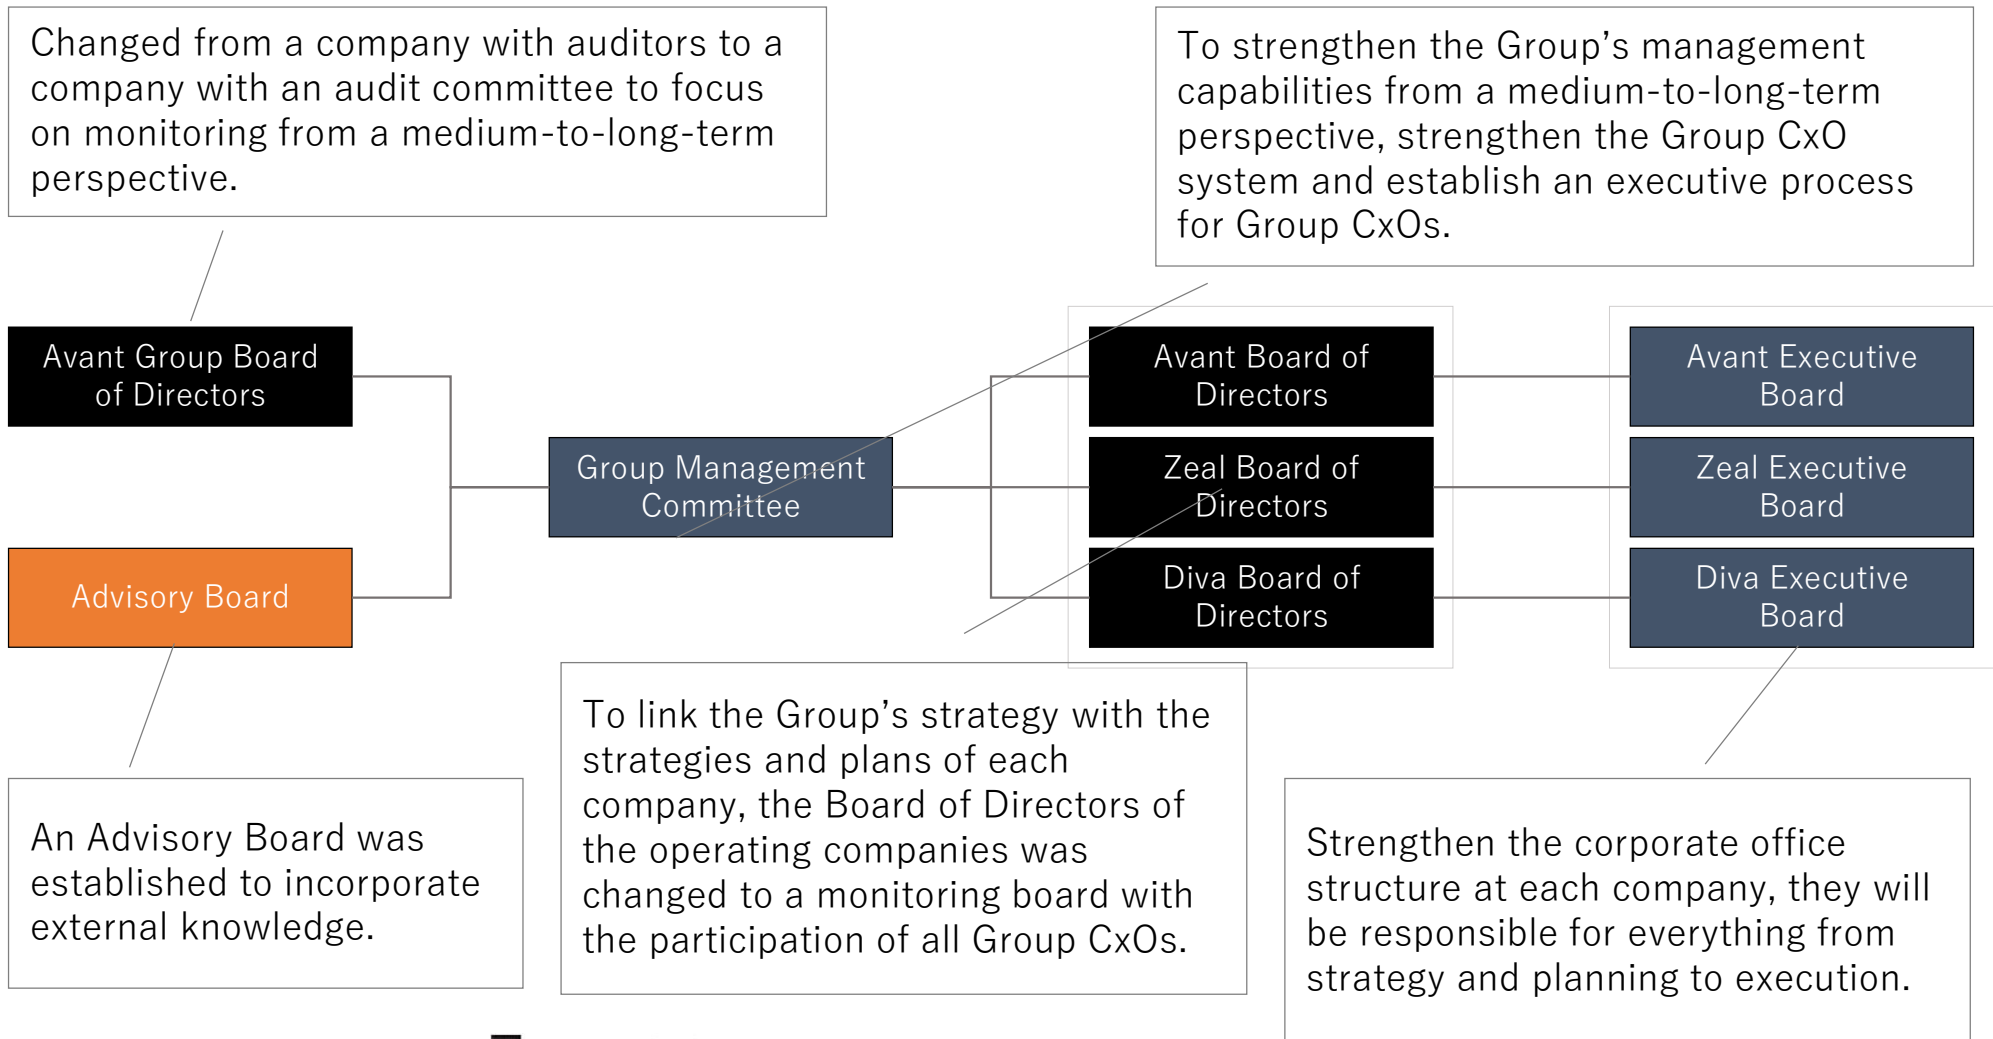 Changed from a company with auditors to a
company with an audit committee to focus
on monitoring from a medium-to-long-term
perspective.
To strengthen the Group’s management
capabilities from a medium-to-long-term
perspective, strengthen the Group CxO
system and establish an executive process
for Group CxOs.
Avant Group Board
of Directors
Advisory Board
Group Management
Committee
Avant Board of
Directors
Zeal Board of
Directors
Diva Board of
Directors
Avant Executive
Board
Zeal Executive
Board
Diva Executive
Board
An Advisory Board was
established to incorporate
external knowledge.
To link the Group’s strategy with the
strategies and plans of each
company, the Board of Directors of
the operating companies was
changed to a monitoring board with
the participation of all Group CxOs.
Strengthen the corporate office
structure at each company, they will
be responsible for everything from
strategy and planning to execution.